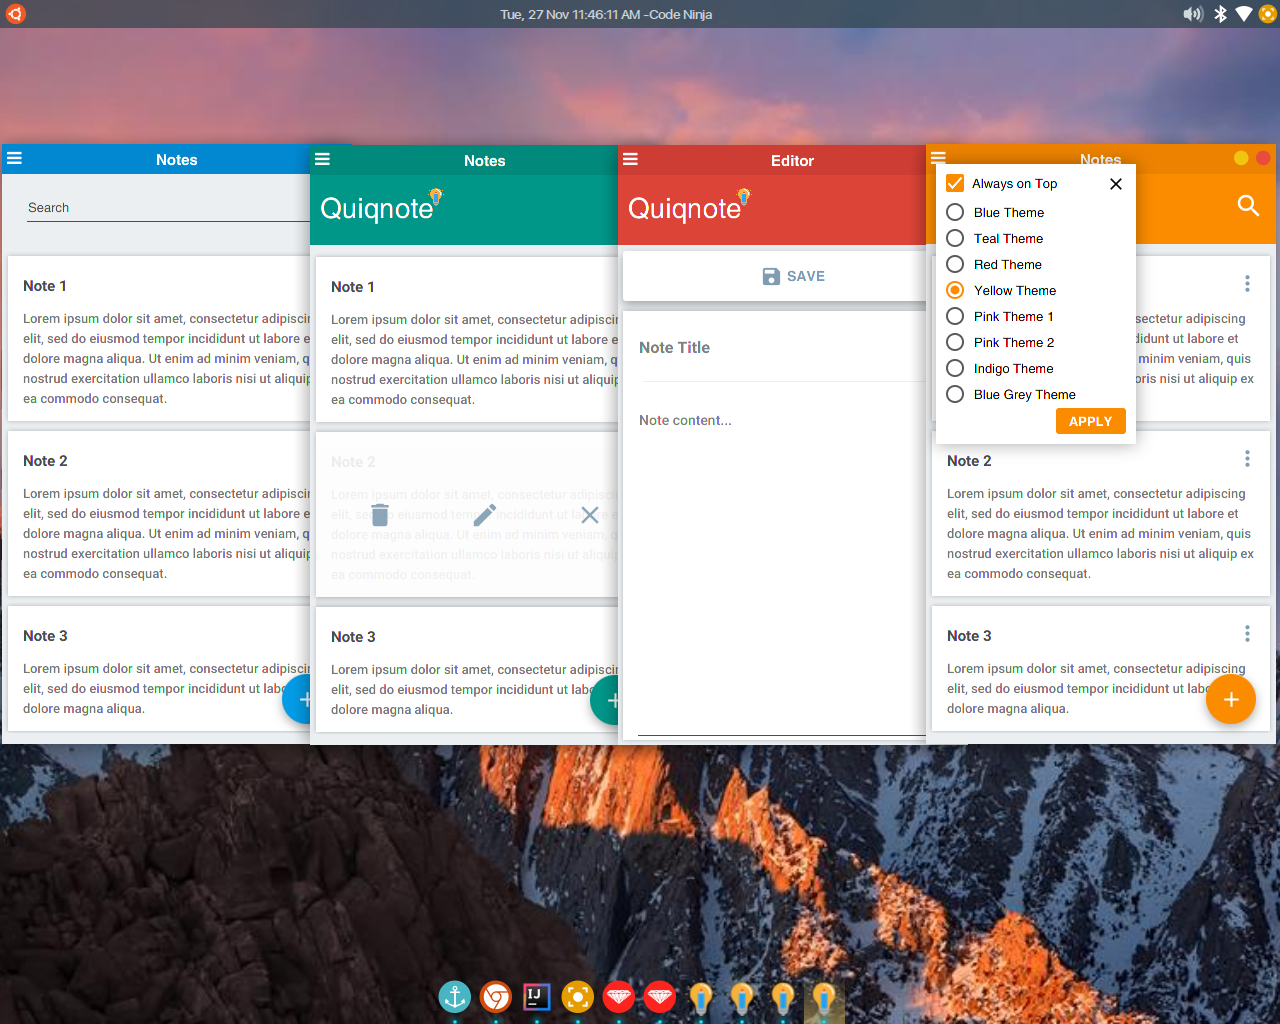 Tue, 27 Nov 11:46:11 AM -Code Ninja
Notes
Search
Note 1
Lorem ipsum dolor sit amet, consectetur adipiscin
elit, sed do eiusmod tempor incididunt ut labore e
dolore magna aliqua. Ut enim ad minim veniam, q
nostrud exercitation ullamco laboris nisi ut aliquip
ea commodo consequat.
Note 2
Lorem ipsum dolor sit amet, consectetur adipiscin
elit, sed do eiusmod tempor incididunt ut labore e
dolore magna aliqua. Ut enim ad minim veniam, q
nostrud exercitation ullamco laboris nisi ut aliquip
ea commodo consequat.
Note 3
Lorem ipsum dolor sit amet, consectetur adipiscin
elit, sed do eiusmod tempor incididunt ut labo
dolore magna aliqua.
Notes
Quiqnote
Note 1
Lorem ipsum dolor sit amet, consectetur adipiscin
elit, sed do eiusmod tempor incididunt ut labore e
dolore magna aliqua. Ut enim ad minim veniam, q
nostrud exercitation ullamco laboris nisi ut aliquip
ea commodo consequat.
Note 2
Lorem ipsum dolor sit amet, consectetur adipiscin
elit, sed do eiusmod tempor incididunt ut labore e
dolore magna aliqua. Ut enim ad minim veniam, q
nostrud exercitation ullamco laboris nisi ut aliquip
ea commodo consequat.
Note 3
Lorem ipsum dolor sit amet, consectetur adipiscin
elit, sed do eiusmod tempor incididunt ut labo
dolore magna aliqua.
Editor
Quiqnote
SAVE
Note Title
Note content...
Notes
Always on Top
Blue Theme
Teal Theme
Red Theme
Yellow Theme
Pink Theme 1
Pink Theme 2
Indigo Theme
Blue Grey Theme
APPLY
sectetur adipiscing
cididunt ut labore et
minim veniam, quis
oris nisi ut aliquip ex
Note 2
Lorem ipsum dolor sit amet, consectetur adipiscing
elit, sed do eiusmod tempor incididunt ut labore et
dolore magna aliqua. Ut enim ad minim veniam, quis
nostrud exercitation ullamco laboris nisi ut aliquip ex
ea commodo consequat.
Note 3
Lorem ipsum dolor sit amet, consectetur adipiscing
elit, sed do eiusmod tempor incididunt ut labore et
dolore magna aliqua.
IJ